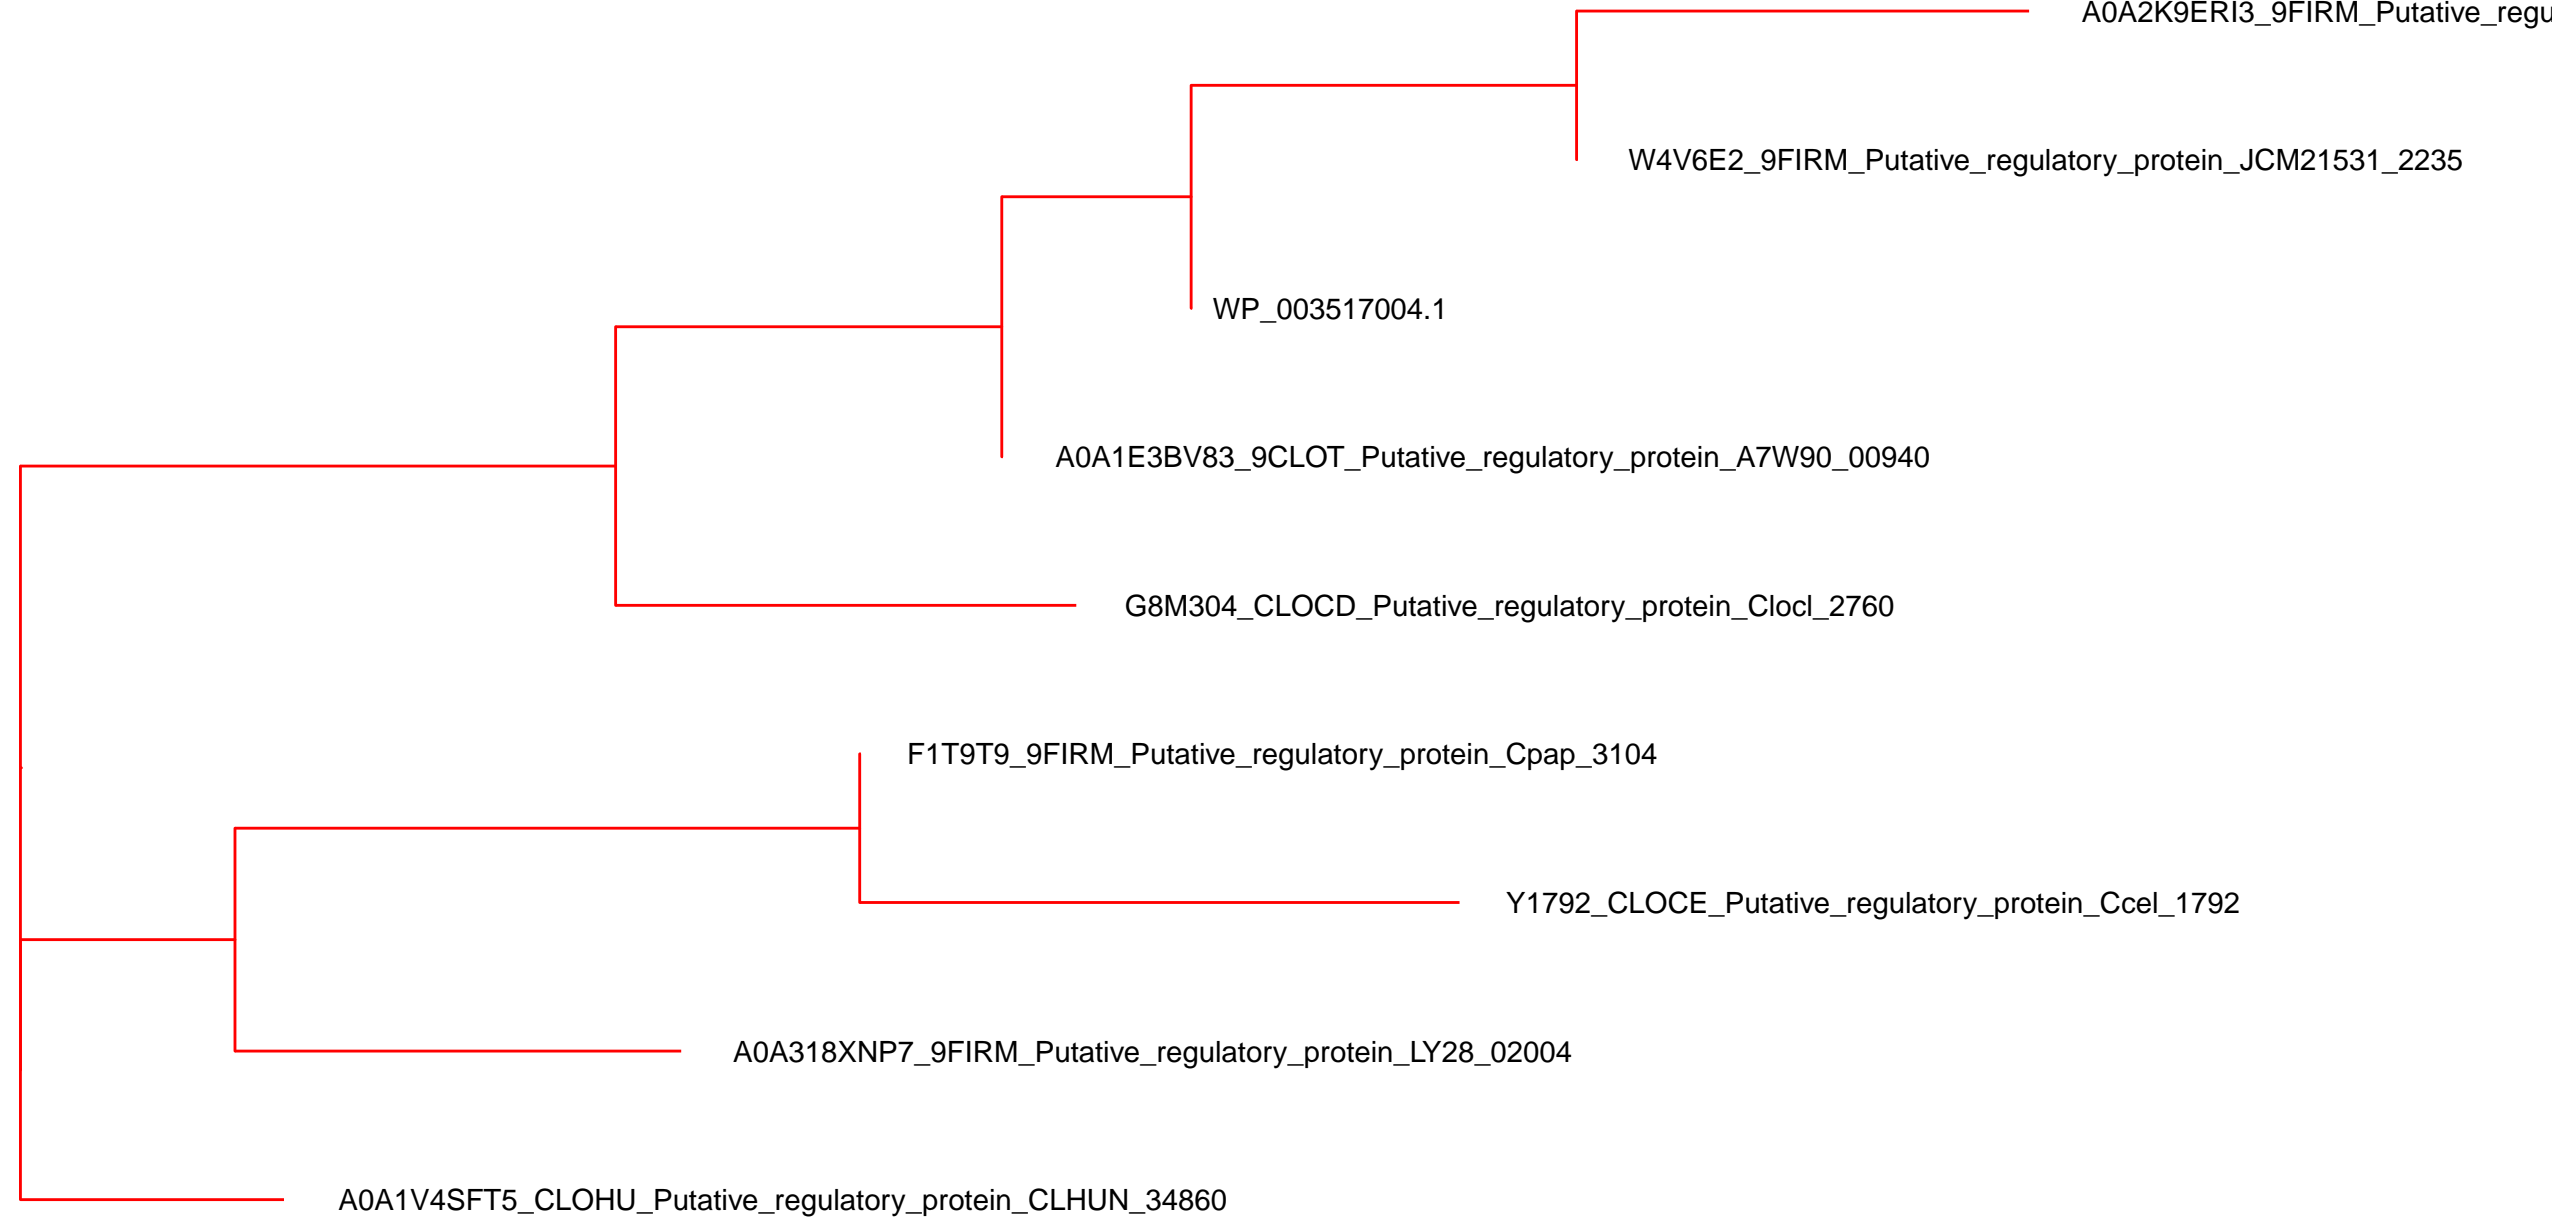 A0A2K9ERI3_9FIRM_Putative_regu
W4V6E2_9FIRM_Putative_regulatory_protein_JCM21531_2235
WP_003517004.1
A0A1E3BV83_9CLOT_Putative_regulatory_protein_A7W90_00940
G8M304_CLOCD_Putative_regulatory_protein_Clocl_2760
F1T9T9_9FIRM_Putative_regulatory_protein_Cpap_3104
Y1792_CLOCE_Putative_regulatory_protein_Ccel_1792
A0A318XNP7_9FIRM_Putative_regulatory_protein_LY28_02004
A0A1V4SFT5_CLOHU_Putative_regulatory_protein_CLHUN_34860